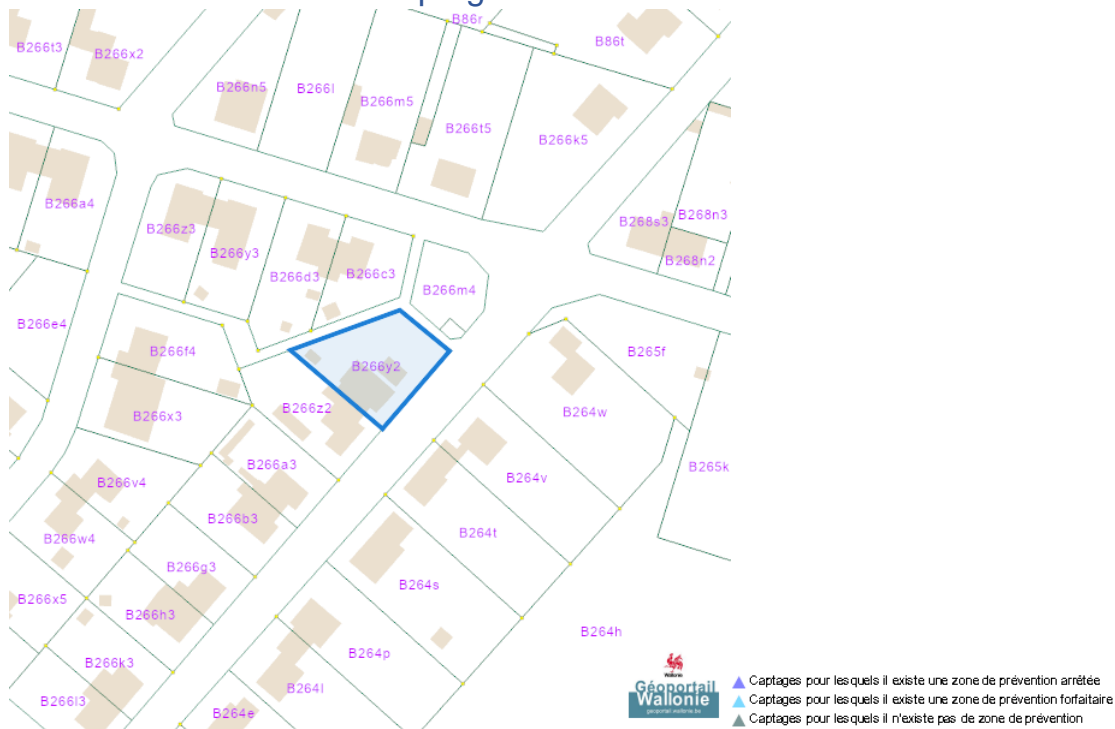 B86r
B86t
B266t3
B266x2
B266n5
B266l
B266m5
B266t5
B266k5
B266a4
B266z3
B266y3
B266d3
B266c3
B266m4
B268s3
B268n3
B268n2
B266e4
B266f4
B266y2
B265f
B266x3
B266z2
B264w
B266a3
B264v
B265k
B266v4
B266b3
B264t
B266w4
B266g3
B264s
B266x5
B266h3
B264h
B266k3
B264p
B266l3
B264l
B264e
Wallonie
Géoportail
Wallonie
geoportail.wallonie.be
Captages pour lesquels il existe une zone de prévention arrêtée
Captages pour lesquels il existe une zone de prévention forfaitaire
Captages pour lesquels il n'existe pas de zone de prévention